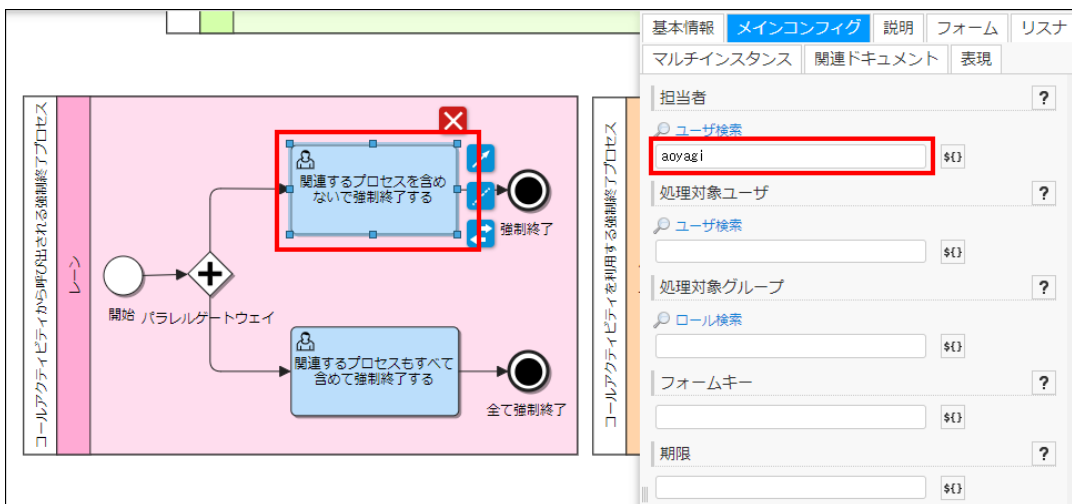 基本情報 メインコンフィグ 説明 フォーム リスナ
マルチインスタンス 関連ドキュメント 表現
担当者 ?
ユーザ検索
aoyagi ${}
処理対象ユーザ ?
ユーザ検索
${}
処理対象グループ ?
ロール検索
${}
フォームキー ?
${}
期限 ?
${}
コールアクティビティから呼び出される強制終了プロセス
レーン
開始
パラレルゲートウェイ
関連するプロセスを含め
ないで強制終了する
強制終了
関連するプロセスもすべて
含めて強制終了する
全て強制終了
コールアクティビティを利用する強制終了プロセス